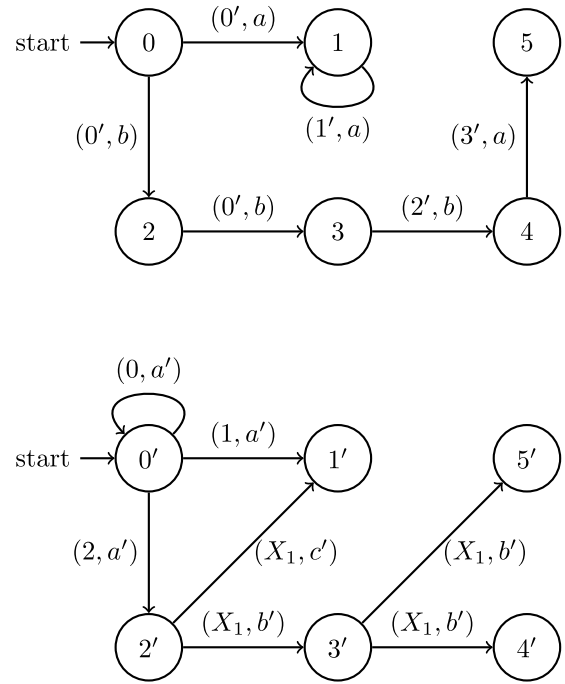 (0′, a)
start 0 1 5
(0′, b) (1′, a) (3′, a)
(0′, b) (2′, b)
2 3 4
(0, a′)
(1, a′)
start 0′ 1′ 5′
(2, a′) (X₁, c′) (X₁, b′)
(X₁, b′) (X₁, b′)
2′ 3′ 4′